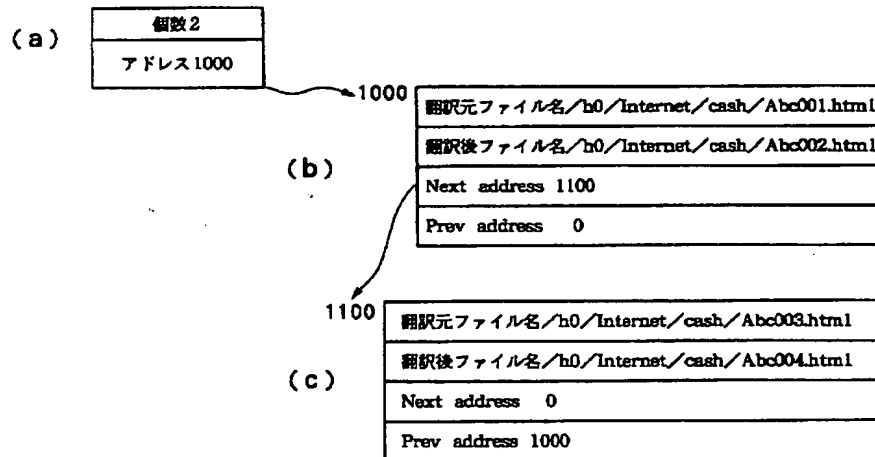 (a)
個数2
アドレス1000
1000
(b)
翻訳元ファイル名/h0/Internet/cash/Abc001.html
翻訳後ファイル名/h0/Internet/cash/Abc002.html
Next address 1100
Prev address 0
1100
(c)
翻訳元ファイル名/h0/Internet/cash/Abc003.html
翻訳後ファイル名/h0/Internet/cash/Abc004.html
Next address 0
Prev address 1000